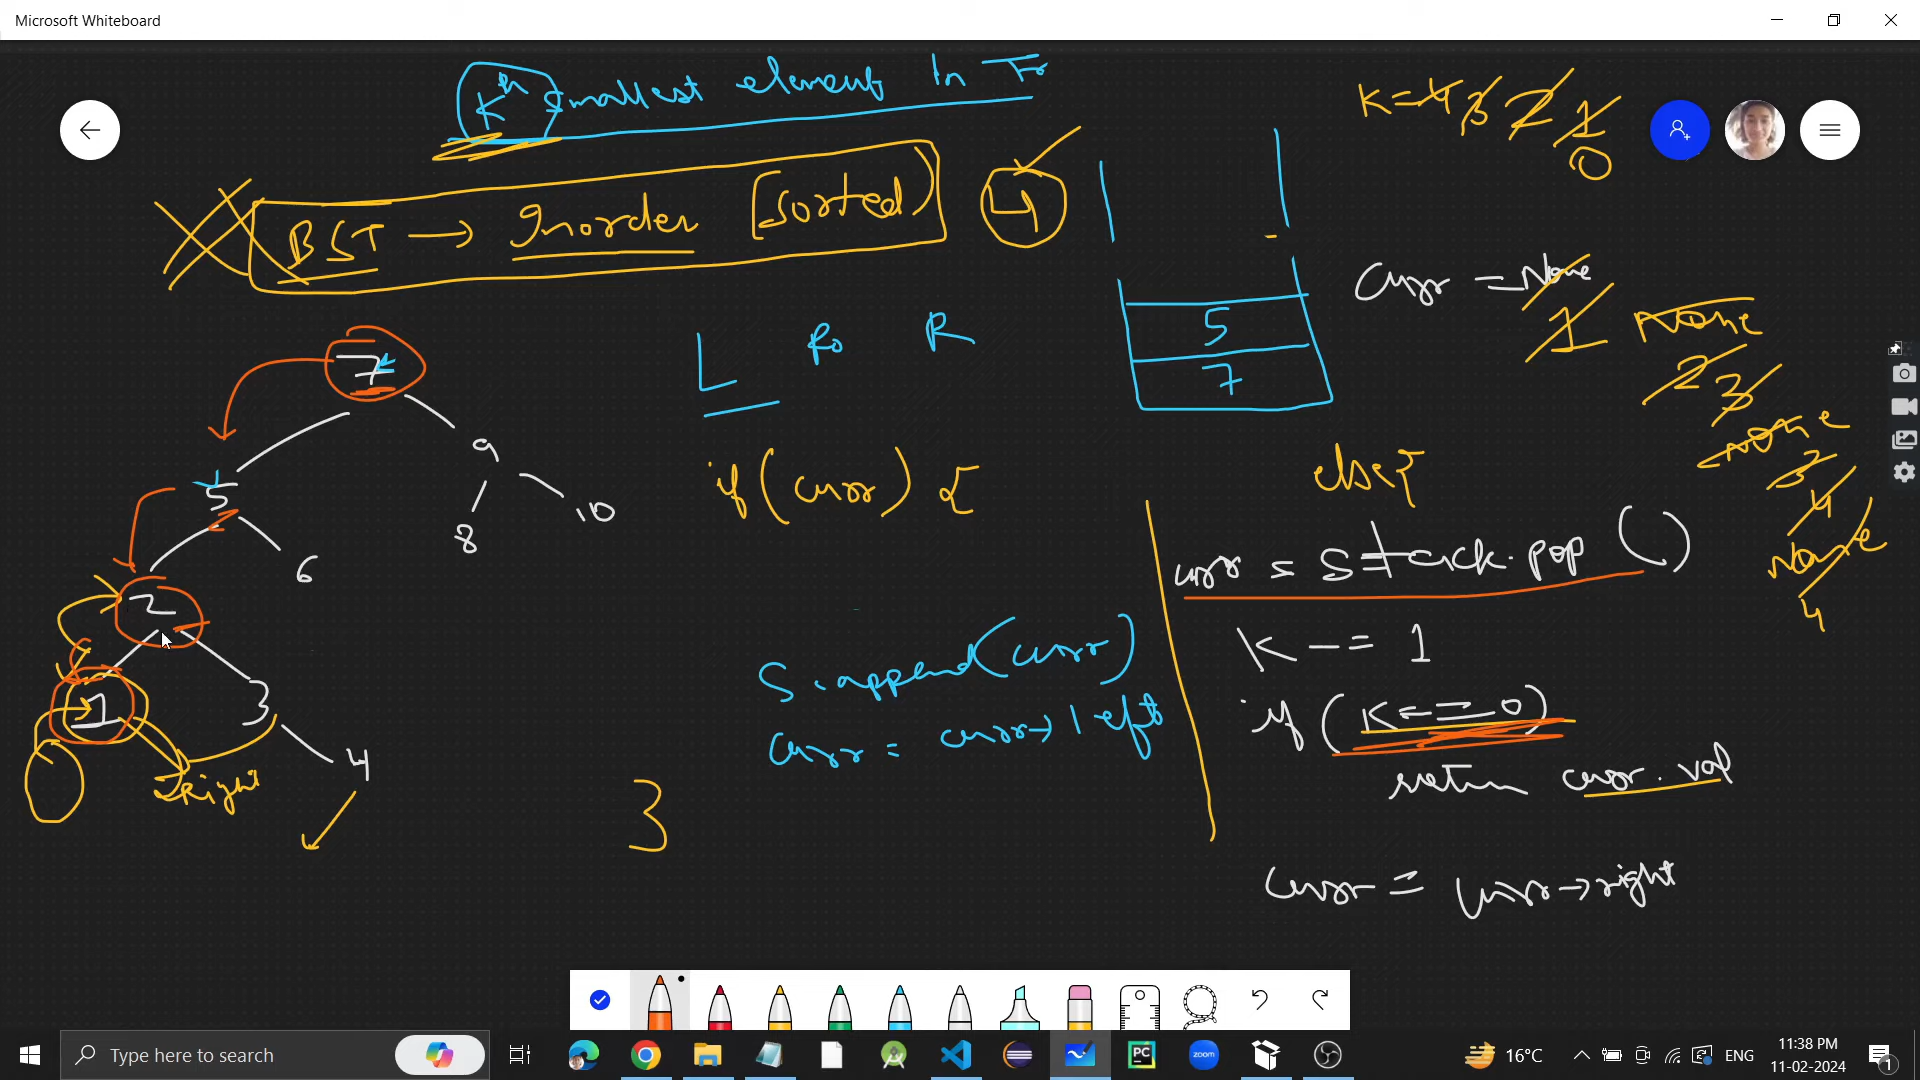 Microsoft Whiteboard
Kth smallest element in
K = 4 3 2 1
0
BST → Inorder [Sorted]
4
curr = None
1 None
2 3
None
3
4
None
4
L Ro R
5
7
7
5
9
2
6
8
10
1
3
4
Right
if (curr) {
S.append(curr)
curr = curr → left
}
else {
curr = stack.pop()
K -= 1
if (K == 0)
return curr.val
curr = curr → right
Type here to search
zoom
16°C
ENG
11:38 PM
11-02-2024
1